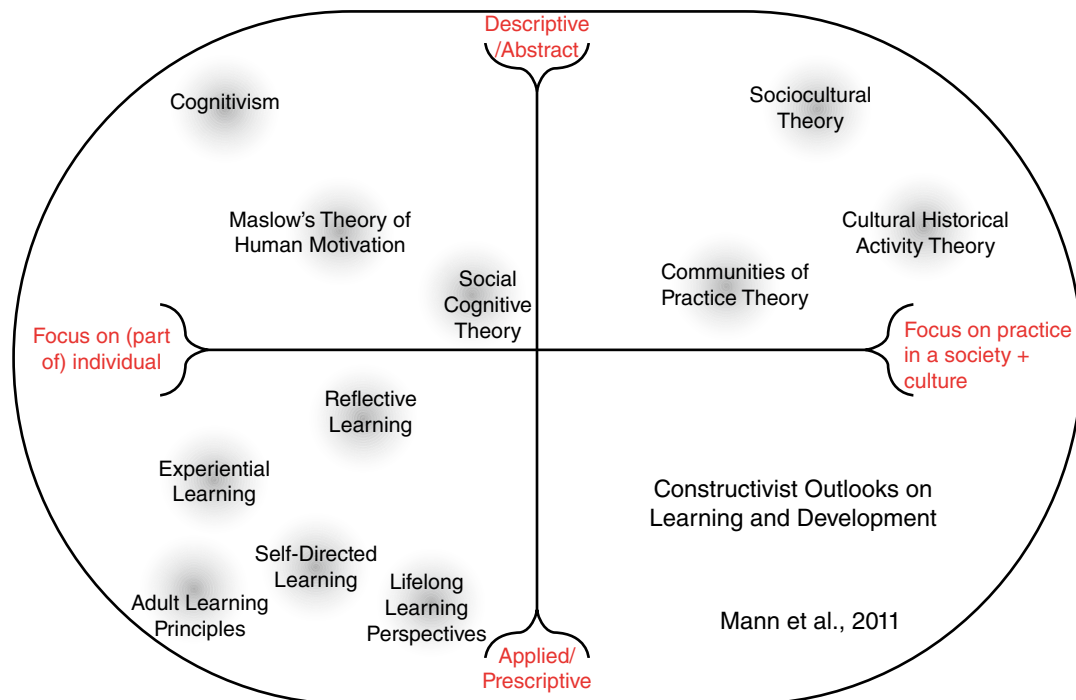 Descriptive
/Abstract
Cognitivism
Sociocultural
Theory
Maslow's Theory of
Human Motivation
Cultural Historical
Activity Theory
Social
Cognitive
Theory
Communities of
Practice Theory
Focus on (part
of) individual
Focus on practice
in a society +
culture
Reflective
Learning
Experiential
Learning
Constructivist Outlooks on
Learning and Development
Self-Directed
Learning
Lifelong
Learning
Perspectives
Adult Learning
Principles
Mann et al., 2011
Applied/
Prescriptive